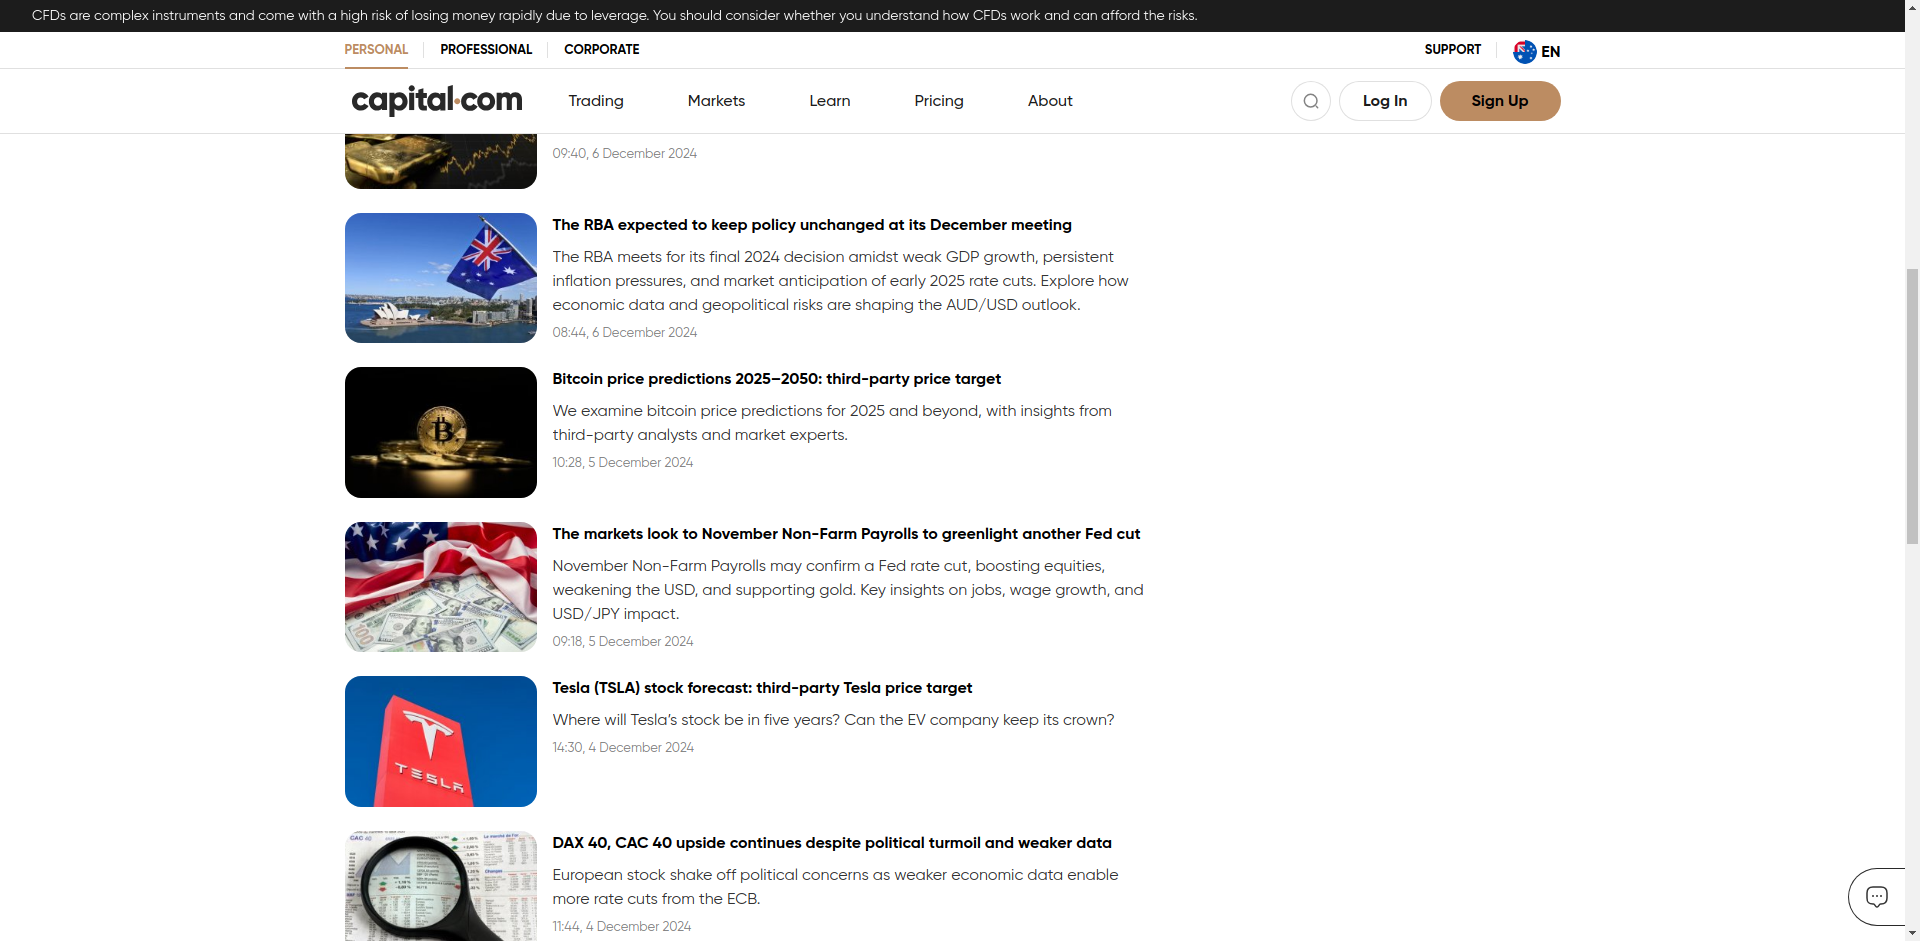 CFDs are complex instruments and come with a high risk of losing money rapidly due to leverage. You should consider whether you understand how CFDs work and can afford the risks.
PERSONAL
PROFESSIONAL
CORPORATE
SUPPORT
EN
capital.com
Trading
Markets
Learn
Pricing
About
Log In
Sign Up
09:40, 6 December 2024
The RBA expected to keep policy unchanged at its December meeting
The RBA meets for its final 2024 decision amidst weak GDP growth, persistent
inflation pressures, and market anticipation of early 2025 rate cuts. Explore how
economic data and geopolitical risks are shaping the AUD/USD outlook.
08:44, 6 December 2024
Bitcoin price predictions 2025–2050: third-party price target
We examine bitcoin price predictions for 2025 and beyond, with insights from
third-party analysts and market experts.
10:28, 5 December 2024
The markets look to November Non-Farm Payrolls to greenlight another Fed cut
November Non-Farm Payrolls may confirm a Fed rate cut, boosting equities,
weakening the USD, and supporting gold. Key insights on jobs, wage growth, and
USD/JPY impact.
09:18, 5 December 2024
TESLA
Tesla (TSLA) stock forecast: third-party Tesla price target
Where will Tesla’s stock be in five years? Can the EV company keep its crown?
14:30, 4 December 2024
CAC 40
DAX 40, CAC 40 upside continues despite political turmoil and weaker data
European stock shake off political concerns as weaker economic data enable
more rate cuts from the ECB.
11:44, 4 December 2024